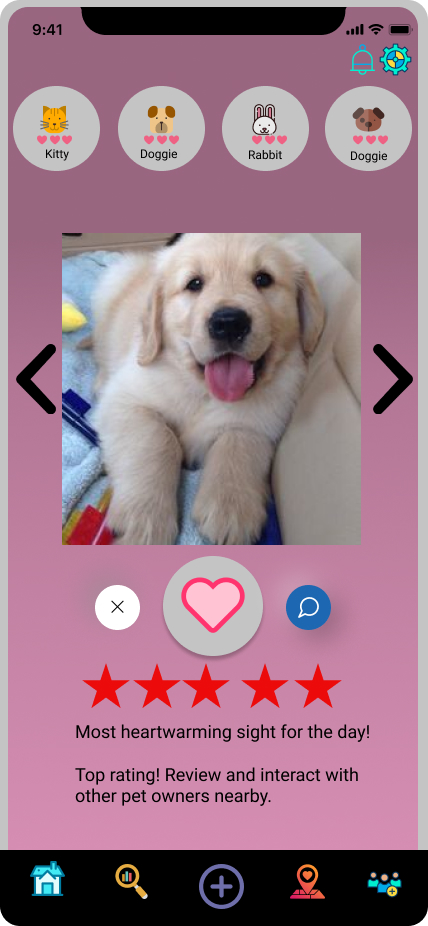 9:41
Kitty
Doggie
Rabbit
Doggie
Most heartwarming sight for the day!
Top rating! Review and interact with
other pet owners nearby.